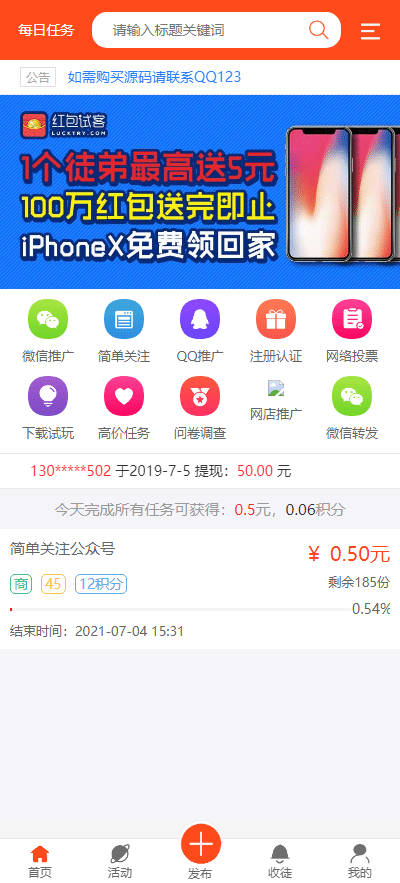 每日任务
请输入标题关键词
公告
如需购买源码请联系QQ123
红包试客
LUCKTRY.COM
1个徒弟最高送5元
100万红包送完即止
iPhoneX免费领回家
微信推广 简单关注 QQ推广 注册认证 网络投票
下载试玩 高价任务 问卷调查 网店推广 微信转发
130*****502 于2019-7-5 提现：50.00 元
今天完成所有任务可获得：0.5元，0.06积分
简单关注公众号
¥ 0.50元
商 45 12积分
剩余185份
0.54%
结束时间：2021-07-04 15:31
首页 活动 发布 收徒 我的